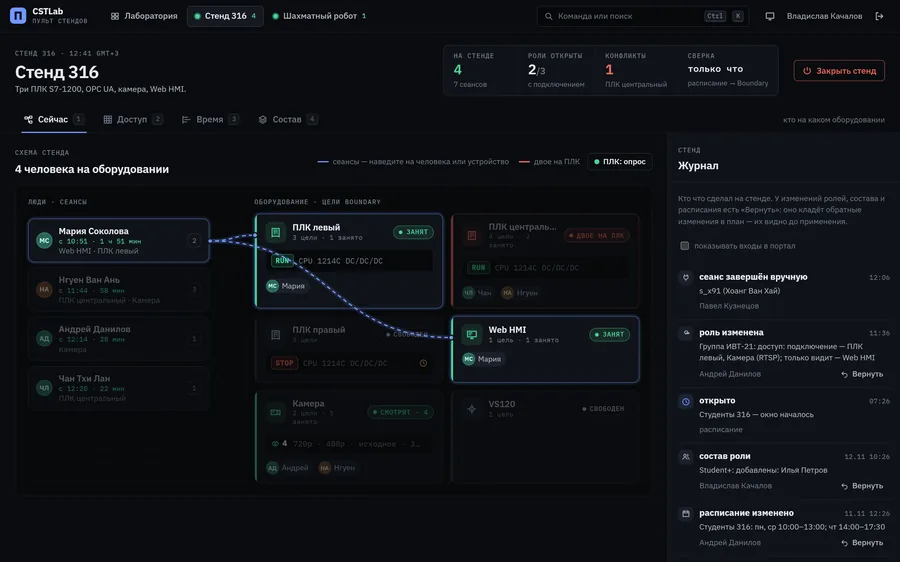 CSTLab
ПУЛЬТ СТЕНДОВ
Лаборатория
Стенд 316 4
Шахматный робот 1
Команда или поиск
Ctrl K
Владислав Качалов
СТЕНД 316 · 12:41 GMT+3
Стенд 316
Три ПЛК S7-1200, OPC UA, камера, Web HMI.
НА СТЕНДЕ
4
7 сеансов
РОЛИ ОТКРЫТЫ
2/3
с подключением
КОНФЛИКТЫ
1
ПЛК центральный
СВЕРКА
только что
расписание → Boundary
Закрыть стенд
Сейчас 1
Доступ 2
Время 3
Состав 4
кто на каком оборудовании
СХЕМА СТЕНДА
4 человека на оборудовании
сеансы — наведите на человека или устройство
двое на ПЛК
ПЛК: опрос
ЛЮДИ · СЕАНСЫ
МС
Мария Соколова
с 10:51 · 1 ч 51 мин
Web HMI · ПЛК левый
2
НА
Нгуен Ван Ань
с 11:44 · 58 мин
ПЛК центральный · Камера
АД
Андрей Данилов
с 12:14 · 28 мин
Камера
1
ЧЛ
Чан Тхи Лан
с 12:20 · 22 мин
ПЛК центральный
1
ОБОРУДОВАНИЕ · ЦЕЛИ BOUNDARY
ПЛК левый
3 цели · 1 занято
ЗАНЯТ
RUN CPU 1214C DC/DC/DC
МС Мария
ПЛК централь...
занято
ДВОЕ НА ПЛК
RUN CPU 1214C DC/DC/DC
ЧЛ Чан
НА Нгуен
ПЛК правый
3 цели
СВОБОДЕН
STOP CPU 1214C DC/DC/DC
Web HMI
1 цель · 1 занято
ЗАНЯТ
МС Мария
Камера
2 цели · 1
занято
СМОТРЯТ · 4
4 720p · 480p · исходное ·
АД Андрей
НА Нгуен
VS120
1 цель
СВОБОДЕН
СТЕНД
Журнал
Кто что сделал на стенде. У изменений ролей, состава и
расписания есть «Вернуть»: оно кладёт обратные
изменения в план — их видно до применения.
показывать входы в портал
сеанс завершён вручную 12:06
s_x91 (Хоанг Ван Хай)
Павел Кузнецов
роль изменена 11:36
Группа ИВТ-21: доступ: подключение — ПЛК
левый, Камера (RTSP); только видит — Web HMI
Андрей Данилов
Вернуть
открыто 07:26
Студенты 316 — окно началось
расписание
состав роли 12.11 10:26
Student+: добавлены: Илья Петров
Владислав Качалов
Вернуть
расписание изменено 11.11 12:26
Студенты 316: пн, ср 10:00–13:00; чт 14:00–17:30
Андрей Данилов
Вернуть